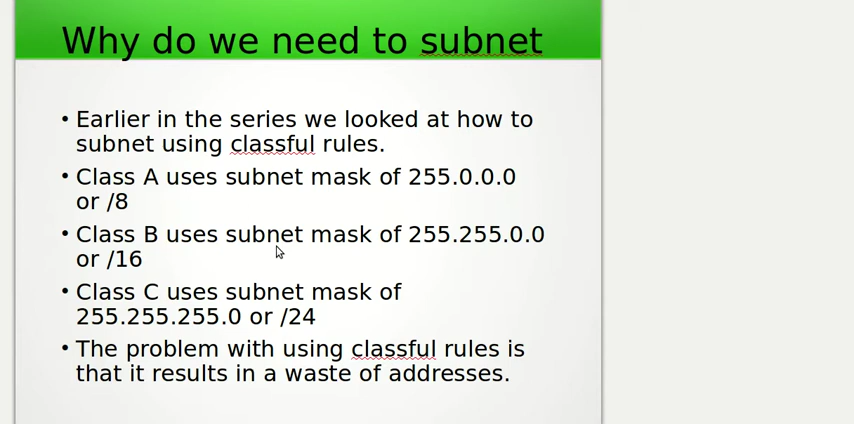 Why do we need to subnet
• Earlier in the series we looked at how to
subnet using classful rules.
• Class A uses subnet mask of 255.0.0.0
or /8
• Class B uses subnet mask of 255.255.0.0
or /16
• Class C uses subnet mask of
255.255.255.0 or /24
• The problem with using classful rules is
that it results in a waste of addresses.